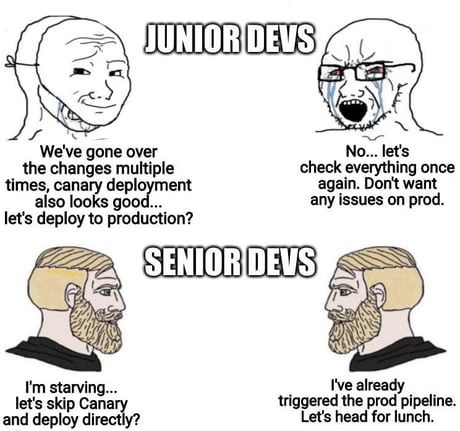 JUNIOR DEVS
We've gone over
the changes multiple
times, canary deployment
also looks good...
let's deploy to production?
No... let's
check everything once
again. Don't want
any issues on prod.
SENIOR DEVS
I'm starving...
let's skip Canary
and deploy directly?
I've already
triggered the prod pipeline.
Let's head for lunch.